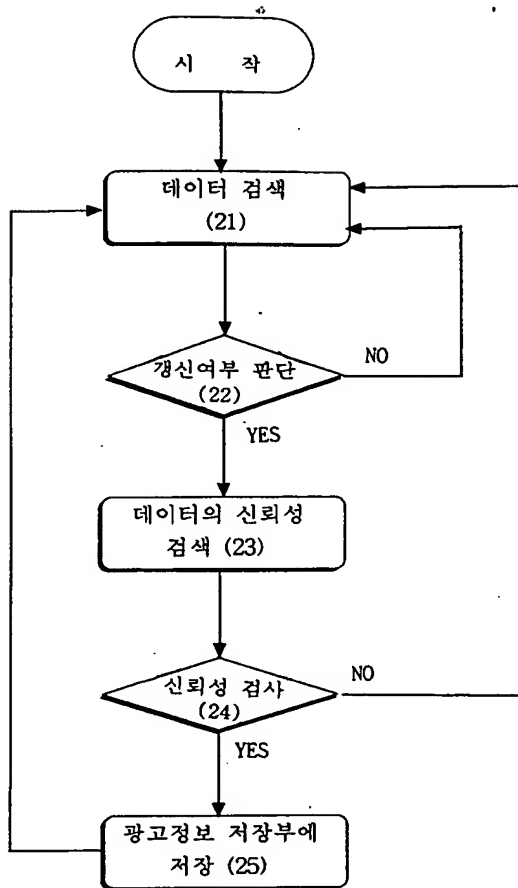 시 작
데이터 검색
(21)
갱신여부 판단
(22)
NO
YES
데이터의 신뢰성
검색 (23)
신뢰성 검사
(24)
NO
YES
광고정보 저장부에
저장 (25)